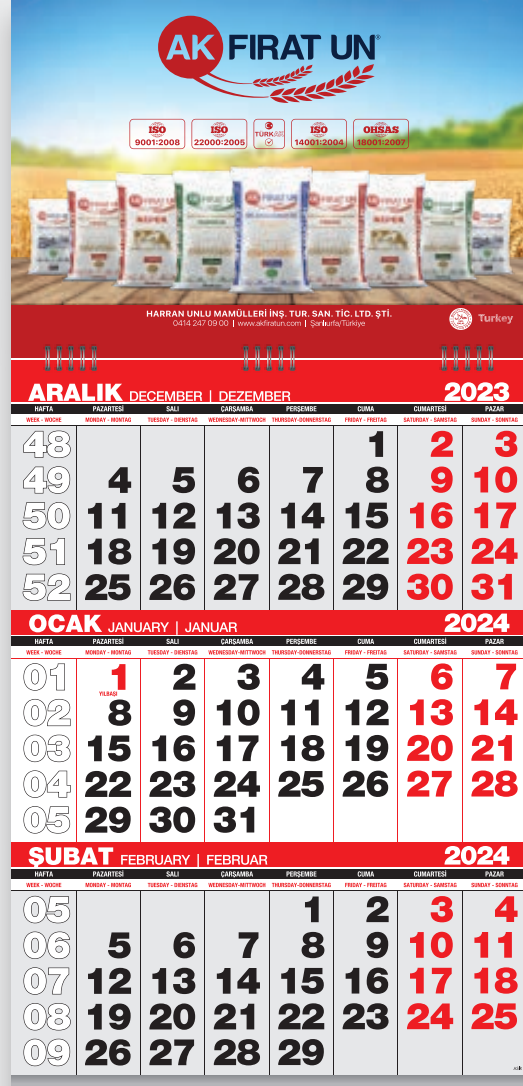 AK FIRAT UN®
ISO 9001:2008 ISO 22000:2005 TÜRKAK ISO 14001:2004 OHSAS 18001:2007
AK FIRAT UN
HARRAN UNLU MAMÜLLERİ İNŞ. TUR. SAN. TİC. LTD. ŞTİ.
0414 247 09 00 | www.akfiratun.com | Şanlıurfa/Türkiye
Turkey
ARALIK DECEMBER | DEZEMBER 2023
HAFTA PAZARTESİ SALI ÇARŞAMBA PERŞEMBE CUMA CUMARTESİ PAZAR
WEEK - WOCHE MONDAY - MONTAG TUESDAY - DIENSTAG WEDNESDAY-MITTWOCH THURSDAY-DONNERSTAG FRIDAY - FREITAG SATURDAY - SAMSTAG SUNDAY - SONNTAG
48 1 2 3
49 4 5 6 7 8 9 10
50 11 12 13 14 15 16 17
51 18 19 20 21 22 23 24
52 25 26 27 28 29 30 31
OCAK JANUARY | JANUAR 2024
HAFTA PAZARTESİ SALI ÇARŞAMBA PERŞEMBE CUMA CUMARTESİ PAZAR
WEEK - WOCHE MONDAY - MONTAG TUESDAY - DIENSTAG WEDNESDAY-MITTWOCH THURSDAY-DONNERSTAG FRIDAY - FREITAG SATURDAY - SAMSTAG SUNDAY - SONNTAG
01 1 2 3 4 5 6 7
YILBAŞI
02 8 9 10 11 12 13 14
03 15 16 17 18 19 20 21
04 22 23 24 25 26 27 28
05 29 30 31
ŞUBAT FEBRUARY | FEBRUAR 2024
HAFTA PAZARTESİ SALI ÇARŞAMBA PERŞEMBE CUMA CUMARTESİ PAZAR
WEEK - WOCHE MONDAY - MONTAG TUESDAY - DIENSTAG WEDNESDAY-MITTWOCH THURSDAY-DONNERSTAG FRIDAY - FREITAG SATURDAY - SAMSTAG SUNDAY - SONNTAG
05 1 2 3 4
06 5 6 7 8 9 10 11
07 12 13 14 15 16 17 18
08 19 20 21 22 23 24 25
09 26 27 28 29